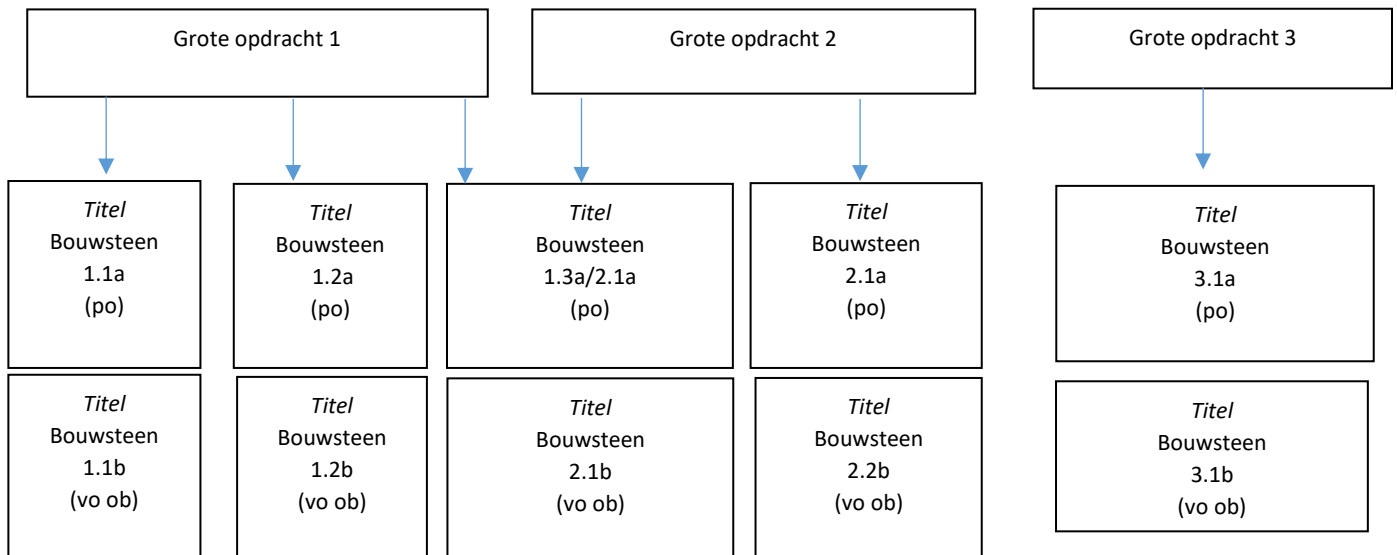 Grote opdracht 1
Grote opdracht 2
Grote opdracht 3
Titel
Bouwsteen
1.1a
(po)
Titel
Bouwsteen
1.2a
(po)
Titel
Bouwsteen
1.3a/2.1a
(po)
Titel
Bouwsteen
2.1a
(po)
Titel
Bouwsteen
3.1a
(po)
Titel
Bouwsteen
1.1b
(vo ob)
Titel
Bouwsteen
1.2b
(vo ob)
Titel
Bouwsteen
2.1b
(vo ob)
Titel
Bouwsteen
2.2b
(vo ob)
Titel
Bouwsteen
3.1b
(vo ob)